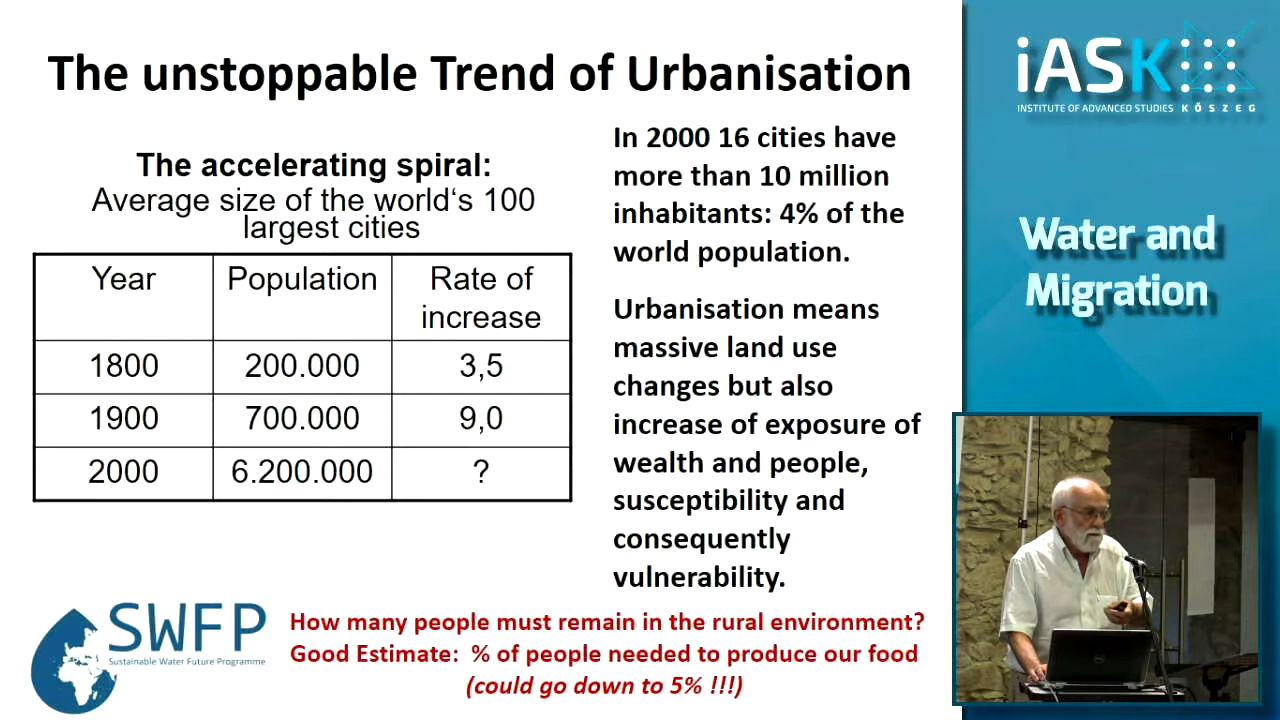 The unstoppable Trend of Urbanisation
The accelerating spiral:
Average size of the world‘s 100
largest cities
Year Population Rate of
increase
1800 200.000 3,5
1900 700.000 9,0
2000 6.200.000 ?
In 2000 16 cities have
more than 10 million
inhabitants: 4% of the
world population.
Urbanisation means
massive land use
changes but also
increase of exposure of
wealth and people,
susceptibility and
consequently
vulnerability.
SWFP
Sustainable Water Future Programme
How many people must remain in the rural environment?
Good Estimate: % of people needed to produce our food
(could go down to 5% !!!)
iASK
INSTITUTE OF ADVANCED STUDIES KŐSZEG
Water and
Migration